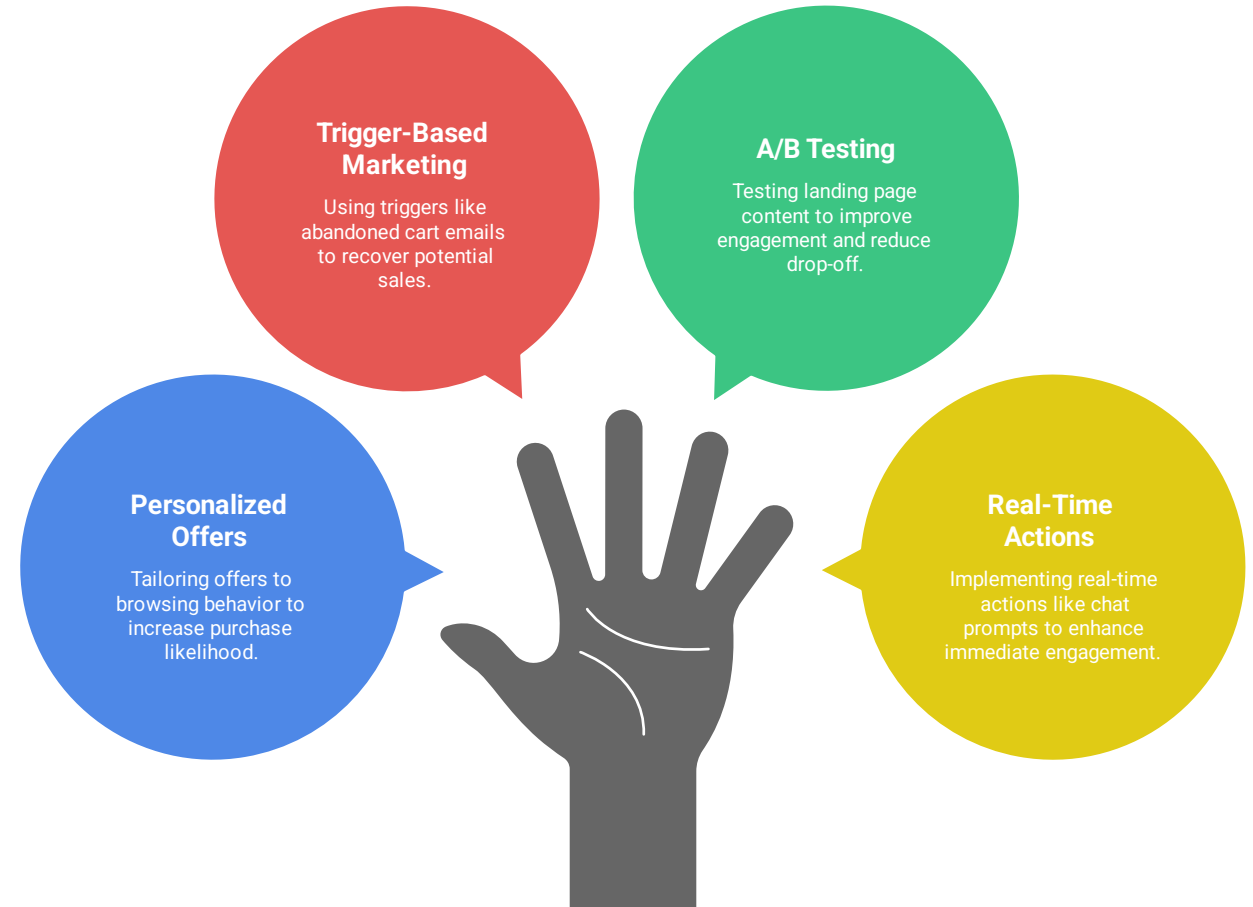 Trigger-Based
Marketing
Using triggers like
abandoned cart emails
to recover potential
sales.
A/B Testing
Testing landing page
content to improve
engagement and reduce
drop-off.
Personalized
Offers
Tailoring offers to
browsing behavior to
increase purchase
likelihood.
Real-Time
Actions
Implementing real-time
actions like chat
prompts to enhance
immediate engagement.